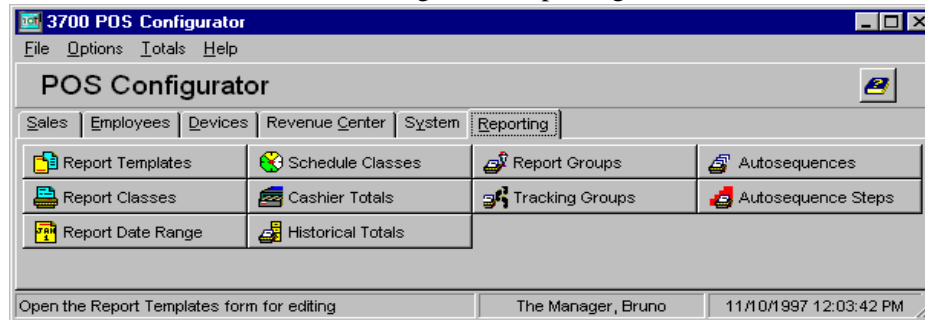 3700 POS Configurator
File Options Totals Help
POS Configurator
Sales Employees Devices Revenue Center System Reporting
Report Templates Schedule Classes Report Groups Autosequences
Report Classes Cashier Totals Tracking Groups Autosequence Steps
Report Date Range Historical Totals
Open the Report Templates form for editing The Manager, Bruno 11/10/1997 12:03:42 PM